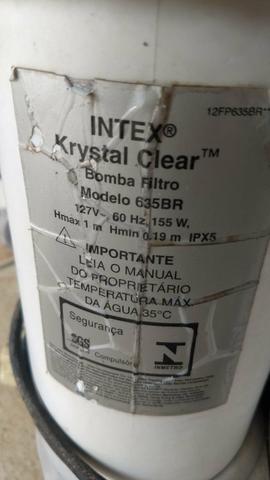 12FP635BR
INTEX®
Krystal Clear™
Bomba Filtro
Modelo 635BR
127V~ 60 Hz, 155 W,
Hmax 1 m Hmin 0.19 m IPX5
IMPORTANTE
LEIA O MANUAL
DO PROPRIETÁRIO
TEMPERATURA MÁX
DA ÁGUA 35°C
Segurança
SGS
Compulsório
INMETRO